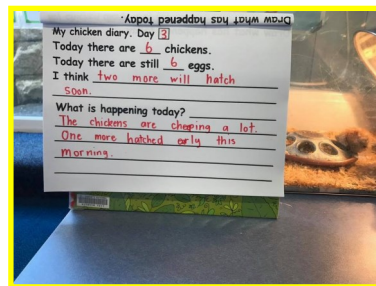 Draw what has happened today.
My chicken diary. Day 3
Today there are 6 chickens.
Today there are still 6 eggs.
I think two more will hatch
soon.
What is happening today?
The chickens are cheeping a lot.
One more hatched early this
morning.